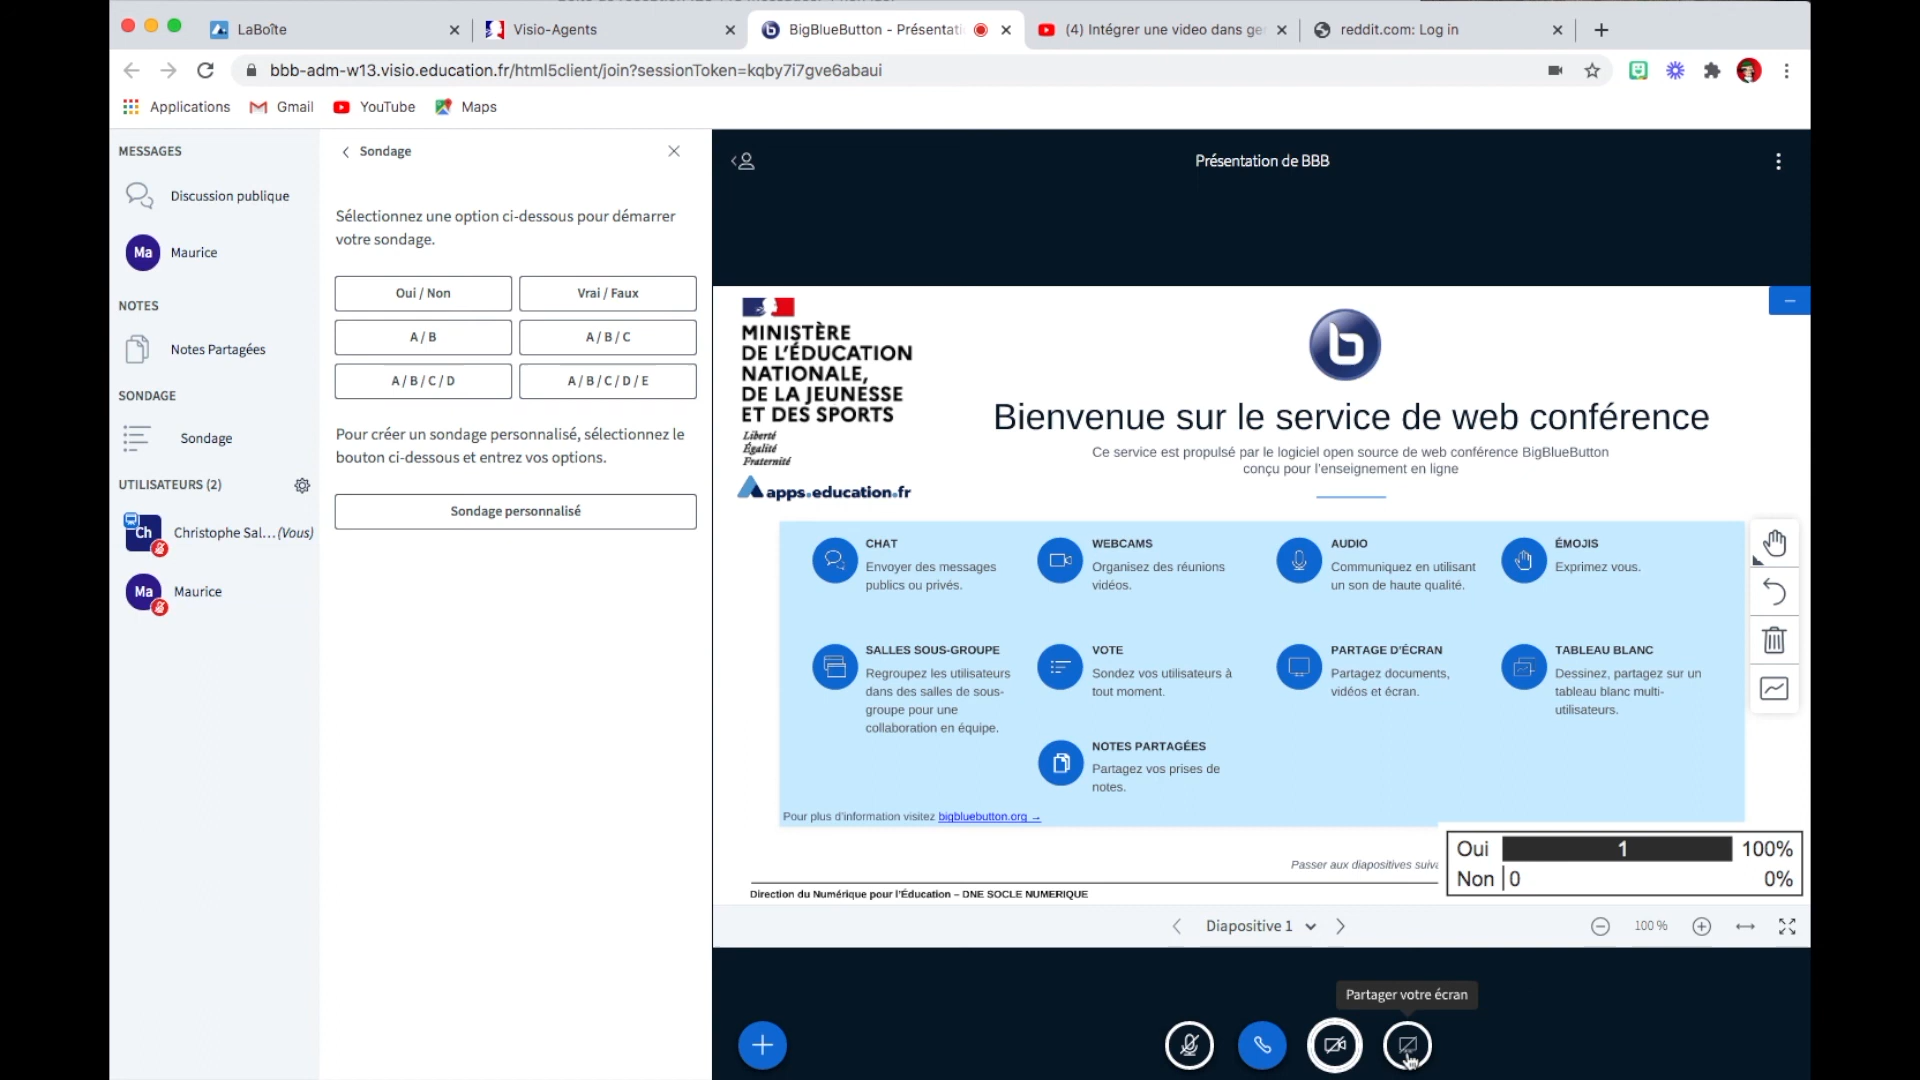 LaBoîte
Visio-Agents
BigBlueButton - Présentati
(4) Intégrer une video dans ge
reddit.com: Log in
bbb-adm-w13.visio.education.fr/html5client/join?sessionToken=kqby7i7gve6abaui
Applications
Gmail
YouTube
Maps
MESSAGES
Discussion publique
Ma
Maurice
NOTES
Notes Partagées
SONDAGE
Sondage
UTILISATEURS (2)
Ch
Christophe Sal... (Vous)
Ma
Maurice
Sondage
Sélectionnez une option ci-dessous pour démarrer
votre sondage.
Oui / Non
Vrai / Faux
A / B
A / B / C
A / B / C / D
A / B / C / D / E
Pour créer un sondage personnalisé, sélectionnez le
bouton ci-dessous et entrez vos options.
Sondage personnalisé
Présentation de BBB
MINISTÈRE
DE L'ÉDUCATION
NATIONALE,
DE LA JEUNESSE
ET DES SPORTS
Liberté
Égalité
Fraternité
apps.education.fr
b
Bienvenue sur le service de web conférence
Ce service est propulsé par le logiciel open source de web conférence BigBlueButton
conçu pour l'enseignement en ligne
CHAT
Envoyer des messages
publics ou privés.
WEBCAMS
Organisez des réunions
vidéos.
AUDIO
Communiquez en utilisant
un son de haute qualité.
ÉMOJIS
Exprimez vous.
SALLES SOUS-GROUPE
Regroupez les utilisateurs
dans des salles de sous-
groupe pour une
collaboration en équipe.
VOTE
Sondez vos utilisateurs à
tout moment.
PARTAGE D'ÉCRAN
Partagez documents,
vidéos et écran.
TABLEAU BLANC
Dessinez, partagez sur un
tableau blanc multi-
utilisateurs.
NOTES PARTAGÉES
Partagez vos prises de
notes.
Pour plus d'information visitez bigbluebutton.org →
Passer aux diapositives suiva
Oui 1 100%
Non 0 0%
Direction du Numérique pour l'Éducation – DNE SOCLE NUMERIQUE
Diapositive 1
100 %
Partager votre écran